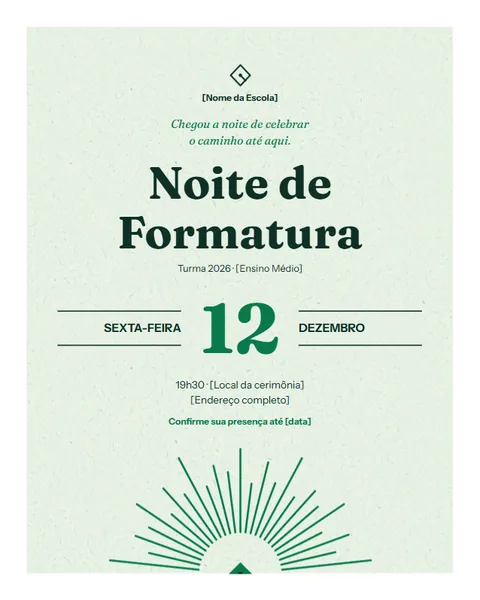 [Nome da Escola]
Chegou a noite de celebrar
o caminho até aqui.
Noite de
Formatura
Turma 2026 · [Ensino Médio]
SEXTA-FEIRA 12 DEZEMBRO
19h30 · [Local da cerimônia]
[Endereço completo]
Confirme sua presença até [data]